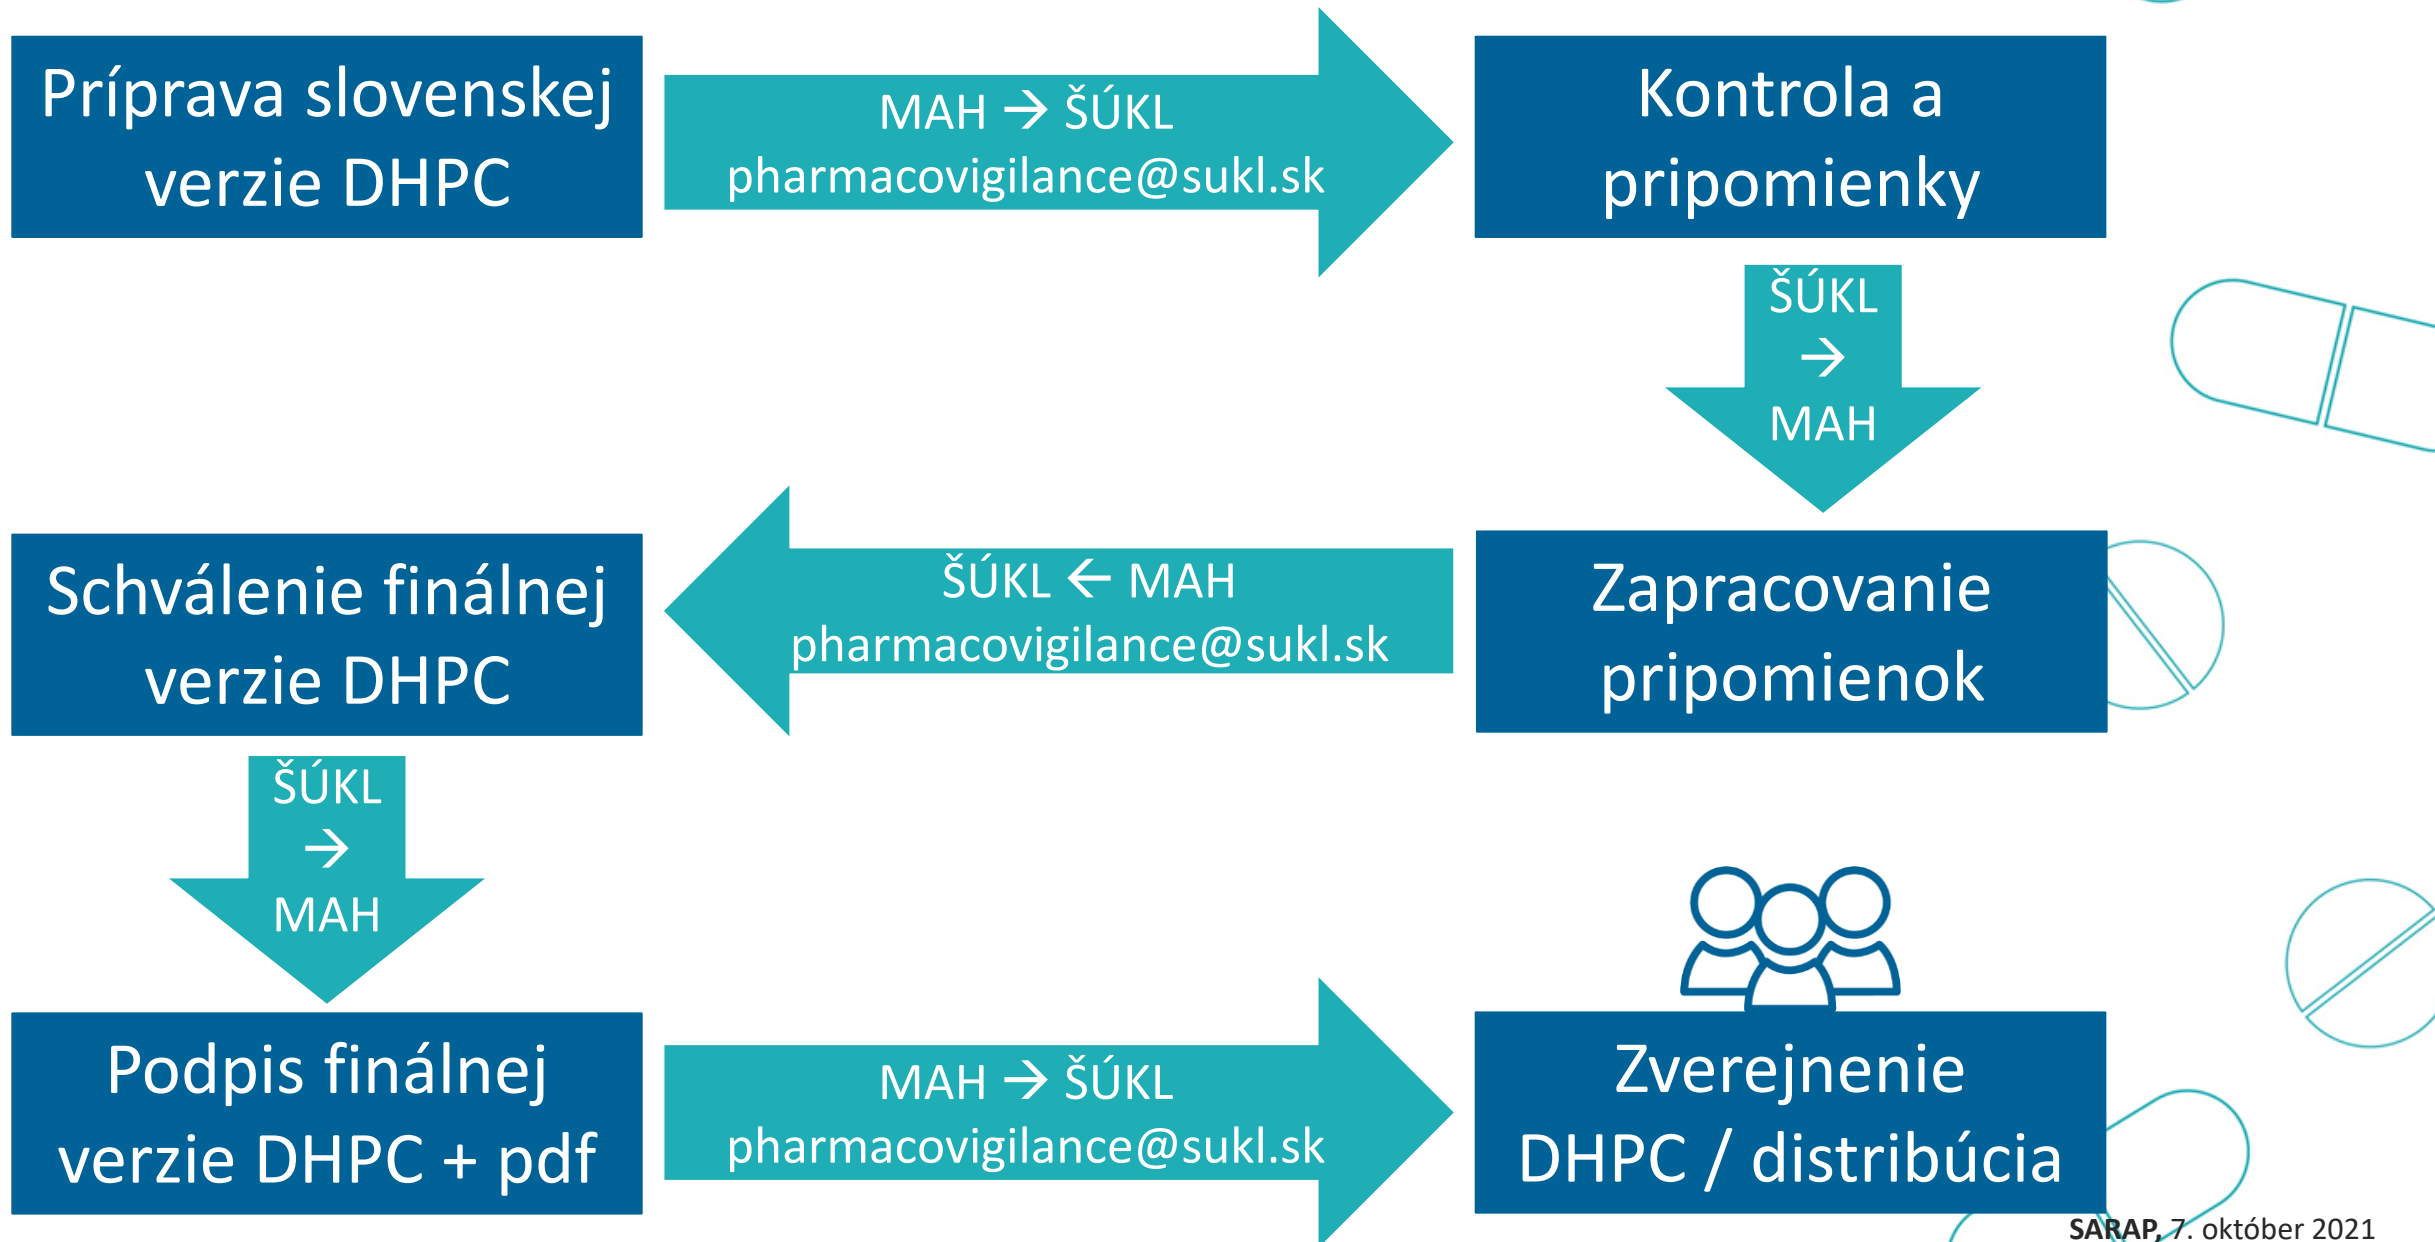 Príprava slovenskej
verzie DHPC
MAH → ŠÚKL
pharmacovigilance@sukl.sk
Kontrola a
pripomienky
ŠÚKL
→
MAH
Zapracovanie
pripomienok
ŠÚKL ← MAH
pharmacovigilance@sukl.sk
Schválenie finálnej
verzie DHPC
ŠÚKL
→
MAH
Podpis finálnej
verzie DHPC + pdf
MAH → ŠÚKL
pharmacovigilance@sukl.sk
Zverejnenie
DHPC / distribúcia
SARAP, 7. október 2021